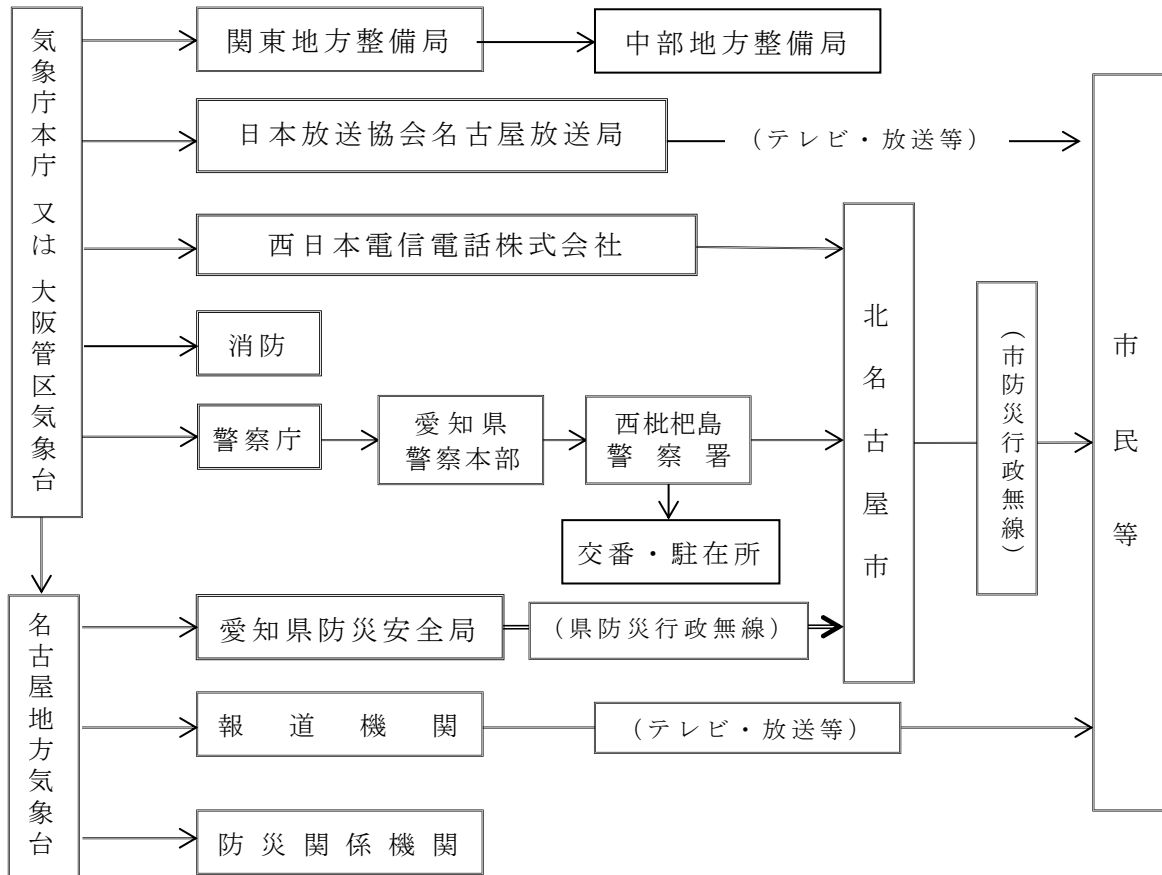 気象庁本庁 又は 大阪管区気象台
関東地方整備局
中部地方整備局
日本放送協会名古屋放送局
（テレビ・放送等）
西日本電信電話株式会社
消防
警察庁
愛知県
警察本部
西枇杷島
警察署
交番・駐在所
北名古屋市
（市防災行政無線）
市民等
名古屋地方気象台
愛知県防災安全局
（県防災行政無線）
報道機関
（テレビ・放送等）
防災関係機関